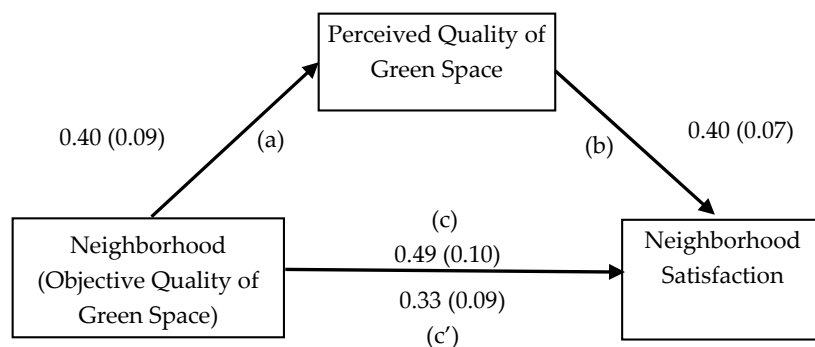 Perceived Quality of
Green Space
0.40 (0.09)
(a)
(b)
0.40 (0.07)
(c)
0.49 (0.10)
0.33 (0.09)
(c’)
Neighborhood
(Objective Quality of
Green Space)
Neighborhood
Satisfaction